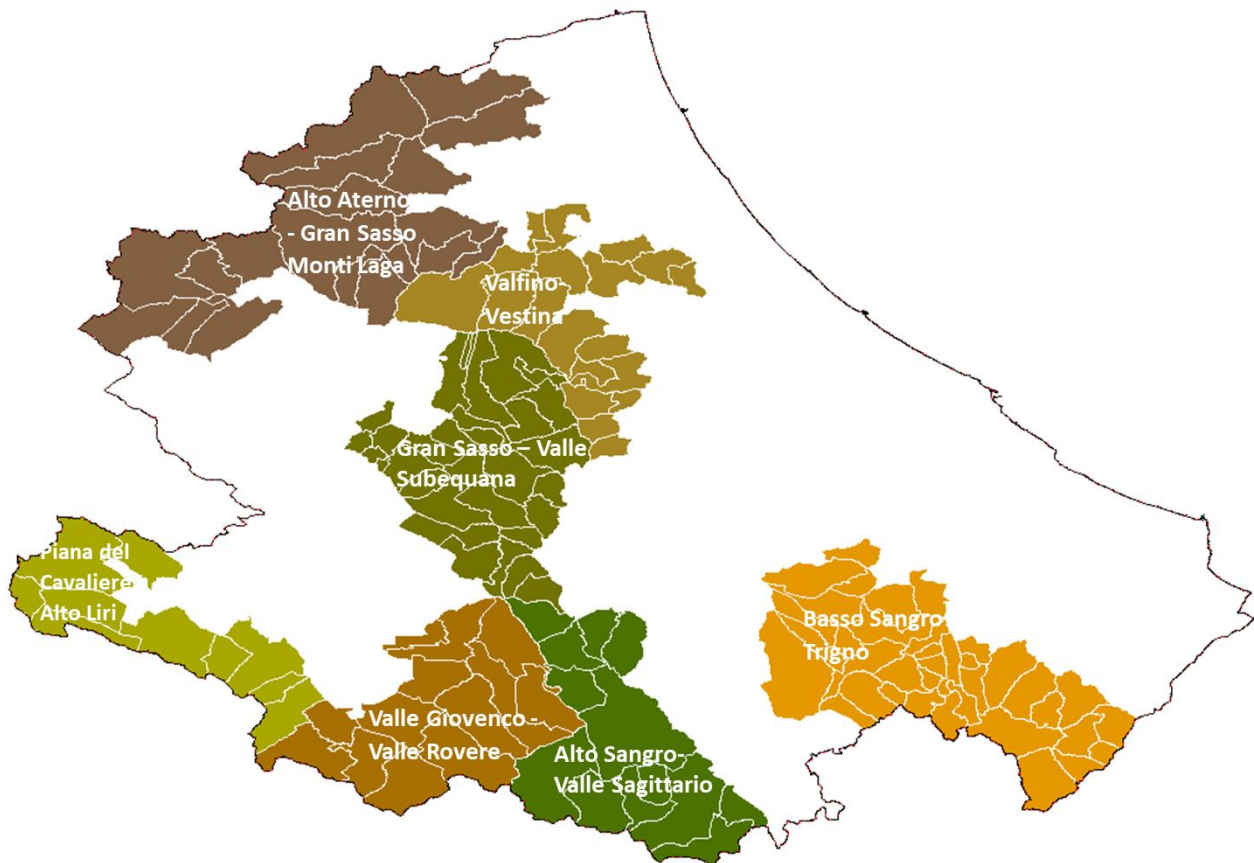 Alto Aterno
- Gran Sasso
Monti Laga
Valfino-
Vestina
Gran Sasso – Valle
Subequana
Piana del
Cavaliere
Alto Liri
Basso Sangro
Trigno
Valle Giovenco -
Valle Rovere
Alto Sangro-
Valle Sagittario